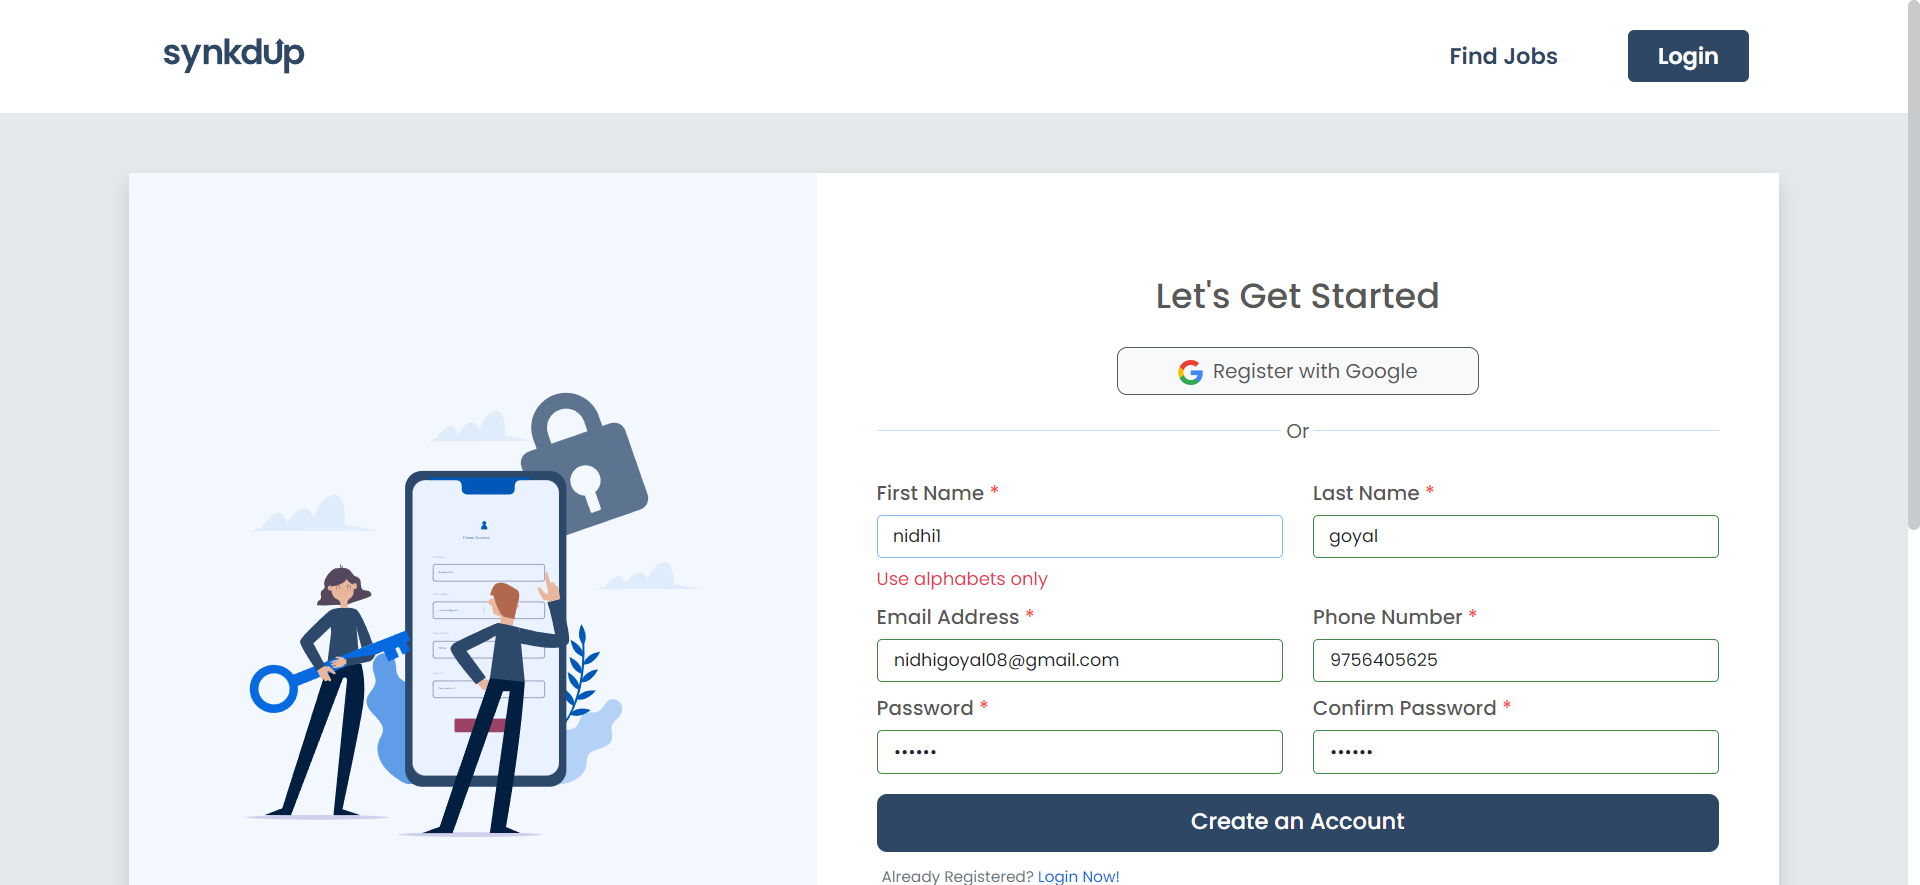 synkdup
Find Jobs
Login
Let's Get Started
Register with Google
Or
First Name *
Last Name *
nidhi1
goyal
Use alphabets only
Email Address *
Phone Number *
nidhigoyal08@gmail.com
9756405625
Password *
Confirm Password *
••••••
••••••
Create an Account
Already Registered? Login Now!